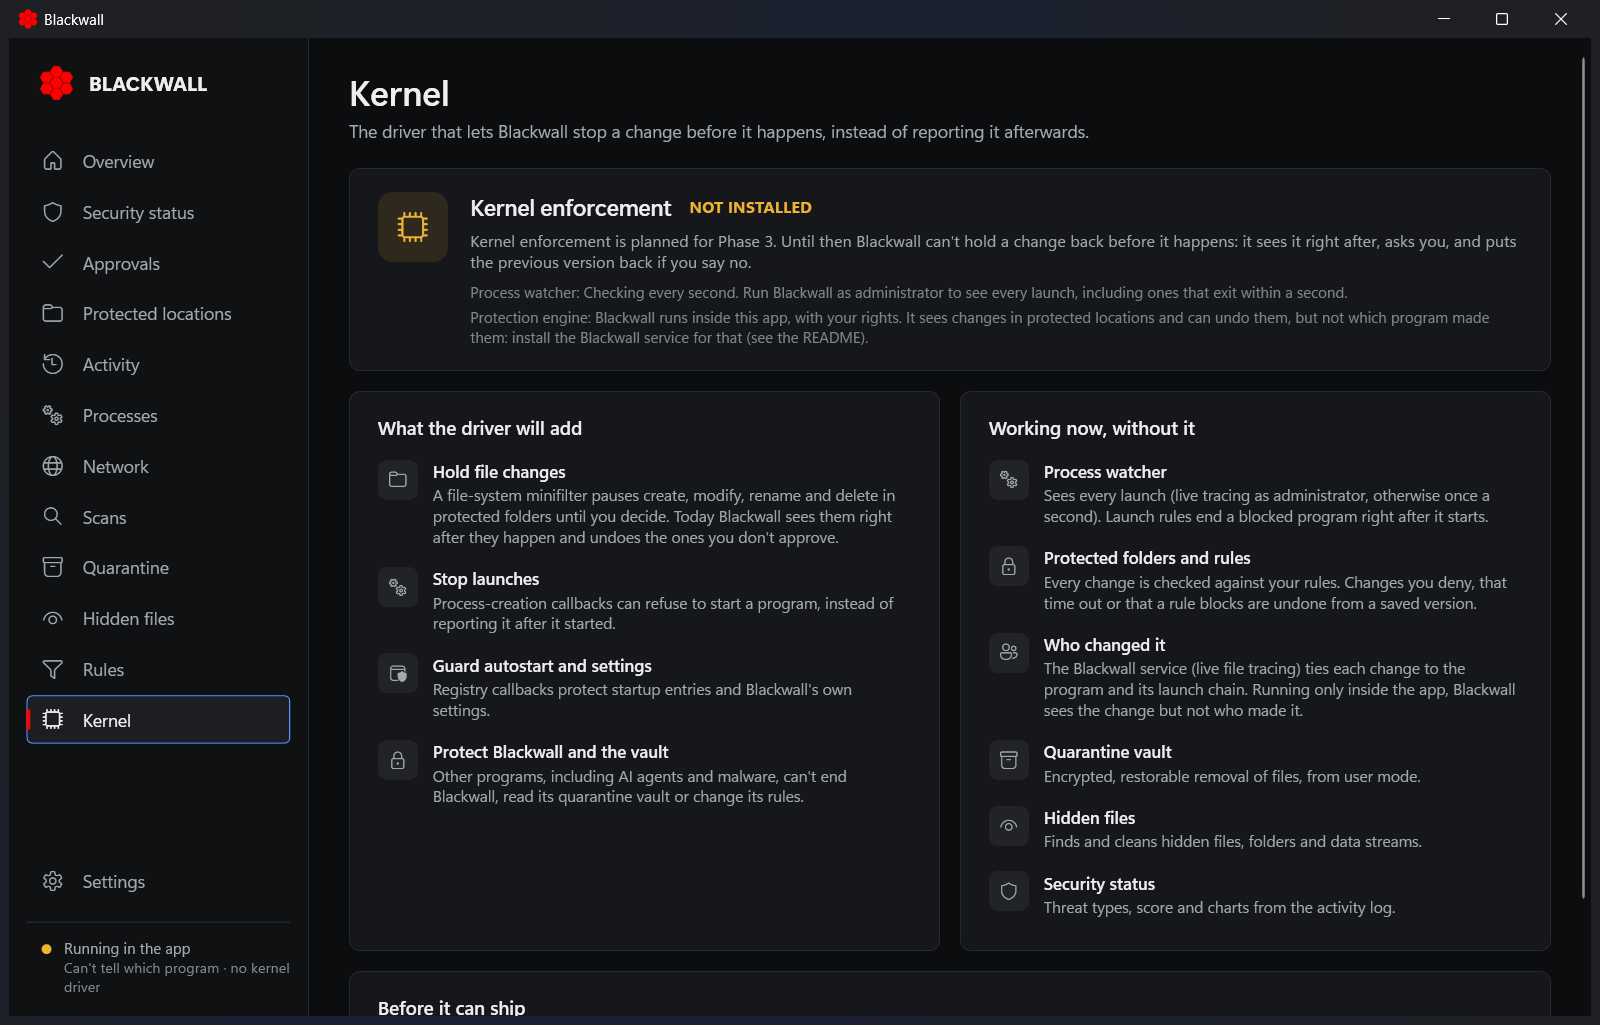 Blackwall
BLACKWALL
Overview
Security status
Approvals
Protected locations
Activity
Processes
Network
Scans
Quarantine
Hidden files
Rules
Kernel
Settings
Running in the app
Can't tell which program · no kernel
driver
Kernel
The driver that lets Blackwall stop a change before it happens, instead of reporting it afterwards.
Kernel enforcement NOT INSTALLED
Kernel enforcement is planned for Phase 3. Until then Blackwall can't hold a change back before it happens: it sees it right after, asks you, and puts
the previous version back if you say no.
Process watcher: Checking every second. Run Blackwall as administrator to see every launch, including ones that exit within a second.
Protection engine: Blackwall runs inside this app, with your rights. It sees changes in protected locations and can undo them, but not which program made
them: install the Blackwall service for that (see the README).
What the driver will add
Hold file changes
A file-system minifilter pauses create, modify, rename and delete in
protected folders until you decide. Today Blackwall sees them right
after they happen and undoes the ones you don't approve.
Stop launches
Process-creation callbacks can refuse to start a program, instead of
reporting it after it started.
Guard autostart and settings
Registry callbacks protect startup entries and Blackwall's own
settings.
Protect Blackwall and the vault
Other programs, including AI agents and malware, can't end
Blackwall, read its quarantine vault or change its rules.
Working now, without it
Process watcher
Sees every launch (live tracing as administrator, otherwise once a
second). Launch rules end a blocked program right after it starts.
Protected folders and rules
Every change is checked against your rules. Changes you deny, that
time out or that a rule blocks are undone from a saved version.
Who changed it
The Blackwall service (live file tracing) ties each change to the
program and its launch chain. Running only inside the app, Blackwall
sees the change but not who made it.
Quarantine vault
Encrypted, restorable removal of files, from user mode.
Hidden files
Finds and cleans hidden files, folders and data streams.
Security status
Threat types, score and charts from the activity log.
Before it can ship